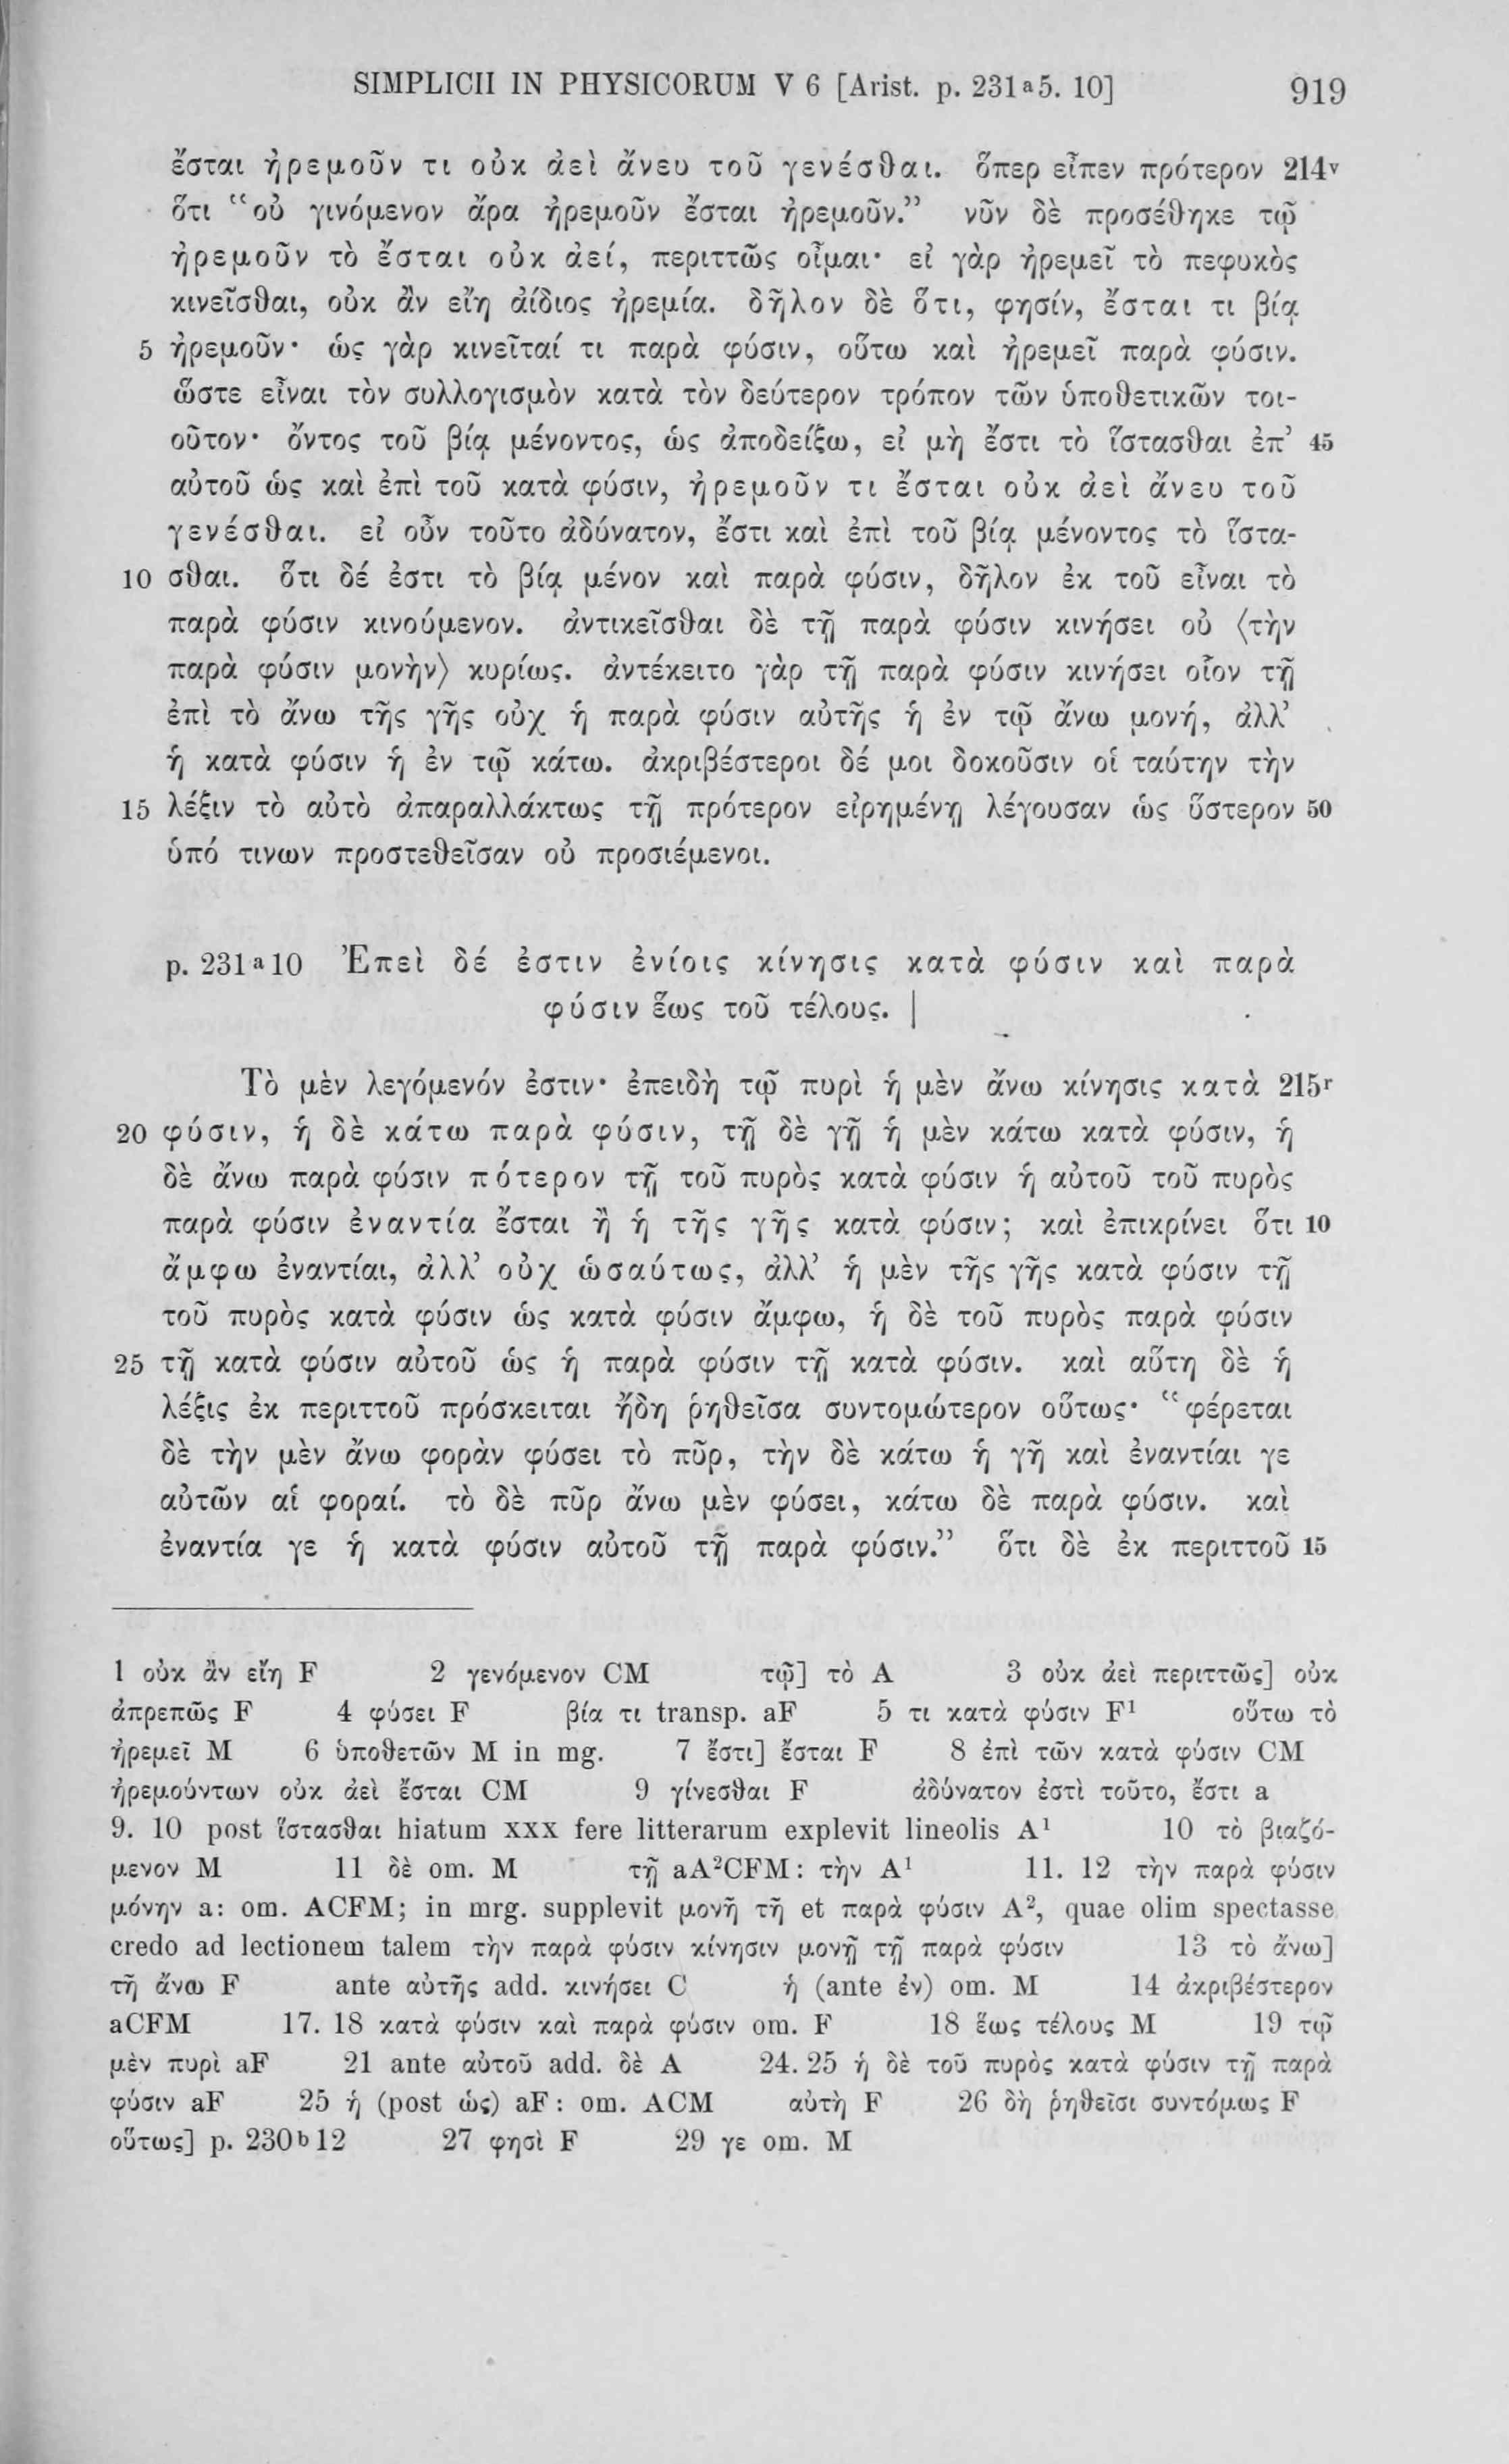 SIMPLICII IN PHYSICORUM V 6 [Arist. p. 231ᵃ5. 10] 919
ἔσται ἠρεμοῦν τι οὐκ ἀεὶ ἄνευ τοῦ γενέσθαι. ὅπερ εἶπεν πρότερον 214ᵛ
ὅτι “οὐ γινόμενον ἄρα ἠρεμοῦν ἔσται ἠρεμοῦν.” νῦν δὲ προσέθηκε τῷ
ἠρεμοῦν τὸ ἔσται οὐκ ἀεί, περιττῶς οἶμαι· εἰ γὰρ ἠρεμεῖ τὸ πεφυκὸς
κινεῖσθαι, οὐκ ἂν εἴη ἀίδιος ἠρεμία. δῆλον δὲ ὅτι, φησίν, ἔσται τι βίᾳ
5 ἠρεμοῦν· ὡς γὰρ κινεῖταί τι παρὰ φύσιν, οὕτω καὶ ἠρεμεῖ παρὰ φύσιν.
ὥστε εἶναι τὸν συλλογισμὸν κατὰ τὸν δεύτερον τρόπον τῶν ὑποθετικῶν τοι-
οῦτον· ὄντος τοῦ βίᾳ μένοντος, ὡς ἀποδείξω, εἰ μὴ ἔστι τὸ ἵστασθαι ἐπ’ 45
αὐτοῦ ὡς καὶ ἐπὶ τοῦ κατὰ φύσιν, ἠρεμοῦν τι ἔσται οὐκ ἀεὶ ἄνευ τοῦ
γενέσθαι. εἰ οὖν τοῦτο ἀδύνατον, ἔστι καὶ ἐπὶ τοῦ βίᾳ μένοντος τὸ ἵστα-
10 σθαι. ὅτι δέ ἐστι τὸ βίᾳ μένον καὶ παρὰ φύσιν, δῆλον ἐκ τοῦ εἶναι τὸ
παρὰ φύσιν κινούμενον. ἀντικεῖσθαι δὲ τῇ παρὰ φύσιν κινήσει οὐ ⟨τὴν
παρὰ φύσιν μονὴν⟩ κυρίως. ἀντέκειτο γὰρ τῇ παρὰ φύσιν κινήσει οἷον τῇ
ἐπὶ τὸ ἄνω τῆς γῆς οὐχ ἡ παρὰ φύσιν αὐτῆς ἡ ἐν τῷ ἄνω μονή, ἀλλ’
ἡ κατὰ φύσιν ἡ ἐν τῷ κάτω. ἀκριβέστεροι δέ μοι δοκοῦσιν οἱ ταύτην τὴν
15 λέξιν τὸ αὐτὸ ἀπαραλλάκτως τῇ πρότερον εἰρημένῃ λέγουσαν ὡς ὕστερον 50
ὑπό τινων προστεθεῖσαν οὐ προσιέμενοι.
p. 231ᵃ10 Ἐπεὶ δέ ἐστιν ἐνίοις κίνησις κατὰ φύσιν καὶ παρὰ
φύσιν ἕως τοῦ τέλους. |
Τὸ μὲν λεγόμενόν ἐστιν· ἐπειδὴ τῷ πυρὶ ἡ μὲν ἄνω κίνησις κατὰ 215ʳ
20 φύσιν, ἡ δὲ κάτω παρὰ φύσιν, τῇ δὲ γῇ ἡ μὲν κάτω κατὰ φύσιν, ἡ
δὲ ἄνω παρὰ φύσιν πότερον τῇ τοῦ πυρὸς κατὰ φύσιν ἡ αὐτοῦ τοῦ πυρὸς
παρὰ φύσιν ἐναντία ἔσται ἢ ἡ τῆς γῆς κατὰ φύσιν; καὶ ἐπικρίνει ὅτι 10
ἄμφω ἐναντίαι, ἀλλ’ οὐχ ὡσαύτως, ἀλλ’ ἡ μὲν τῆς γῆς κατὰ φύσιν τῇ
τοῦ πυρὸς κατὰ φύσιν ὡς κατὰ φύσιν ἄμφω, ἡ δὲ τοῦ πυρὸς παρὰ φύσιν
25 τῇ κατὰ φύσιν αὐτοῦ ὡς ἡ παρὰ φύσιν τῇ κατὰ φύσιν. καὶ αὕτη δὲ ἡ
λέξις ἐκ περιττοῦ πρόσκειται ἤδη ῥηθεῖσα συντομώτερον οὕτως· “φέρεται
δὲ τὴν μὲν ἄνω φορὰν φύσει τὸ πῦρ, τὴν δὲ κάτω ἡ γῆ καὶ ἐναντίαι γε
αὐτῶν αἱ φοραί. τὸ δὲ πῦρ ἄνω μὲν φύσει, κάτω δὲ παρὰ φύσιν. καὶ
ἐναντία γε ἡ κατὰ φύσιν αὐτοῦ τῇ παρὰ φύσιν.” ὅτι δὲ ἐκ περιττοῦ 15
1 οὐκ ἂν εἴη F 2 γενόμενον CM τῷ] τὸ A 3 οὐκ ἀεὶ περιττῶς] οὐκ
ἀπρεπῶς F 4 φύσει F βία τι transp. aF 5 τι κατὰ φύσιν F¹ οὕτω τὸ
ἠρεμεῖ M 6 ὑποθετῶν M in mg. 7 ἔστι] ἔσται F 8 ἐπὶ τῶν κατὰ φύσιν CM
ἠρεμούντων οὐκ ἀεὶ ἔσται CM 9 γίνεσθαι F ἀδύνατον ἐστὶ τοῦτο, ἔστι a
9. 10 post ἵστασθαι hiatum XXX fere litterarum explevit lineolis A¹ 10 τὸ βιαζό-
μενον M 11 δὲ om. M τῇ aA²CFM: τὴν A¹ 11. 12 τὴν παρὰ φύσιν
μόνην a: om. ACFM; in mrg. supplevit μονῆ τῆ et παρὰ φύσιν A², quae olim spectasse
credo ad lectionem talem τὴν παρὰ φύσιν κίνησιν μονῇ τῇ παρὰ φύσιν 13 τὸ ἄνω]
τῆ ἄνω F ante αὐτῆς add. κινήσει C ἡ (ante ἐν) om. M 14 ἀκριβέστερον
aCFM 17. 18 κατὰ φύσιν καὶ παρὰ φύσιν om. F 18 ἕως τέλους M 19 τῷ
μὲν πυρὶ aF 21 ante αὐτοῦ add. δὲ A 24. 25 ἡ δὲ τοῦ πυρὸς κατὰ φύσιν τῇ παρὰ
φύσιν aF 25 ἡ (post ὡς) aF: om. ACM αὐτὴ F 26 δὴ ῥηθεῖσι συντόμως F
οὕτως] p. 230ᵇ12 27 φησὶ F 29 γε om. M